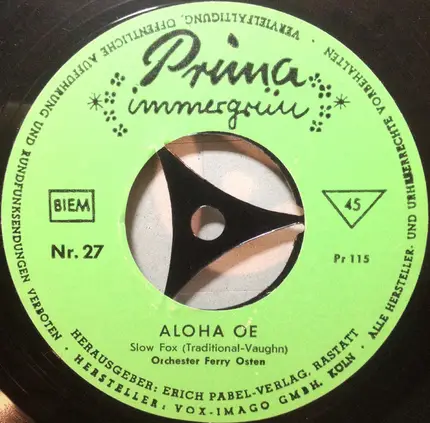 Prima
immergrün
BIEM
45
Nr. 27
Pr 115
ALOHA OE
Slow Fox (Traditional-Vaughn)
Orchester Ferry Osten
HERAUSGEBER: ERICH PABEL-VERLAG, RASTATT
HERSTELLER: VOX-IMAGO GMBH, KÖLN · ALLE HERSTELLER- UND URHEBERRECHTE VORBEHALTEN · VERVIELFÄLTIGUNG, ÖFFENTLICHE AUFFÜHRUNG UND RUNDFUNKSENDUNGEN VERBOTEN ·